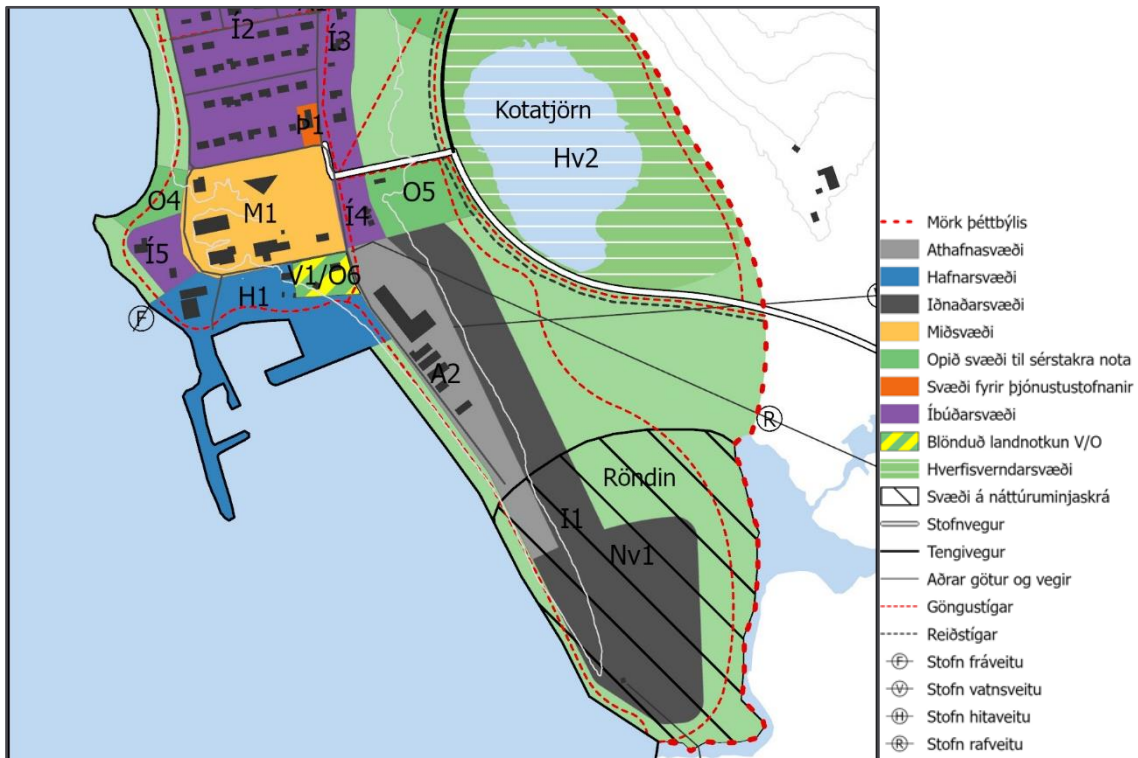 Í2
Í3
Kotatjörn
Þ1
Hv2
Ó4
M1
Í4
O5
Í5
V1/O6
H1
F
A2
R
Röndin
I1
Nv1
Mörk þéttbýlis
Athafnasvæði
Hafnarsvæði
Iðnaðarsvæði
Miðsvæði
Opið svæði til sérstakra nota
Svæði fyrir þjónustustofnanir
Íbúðarsvæði
Blönduð landnotkun V/O
Hverfisverndarsvæði
Svæði á náttúruminjaskrá
Stofnvegur
Tengivegur
Aðrar götur og vegir
Göngustígar
Reiðstígar
F Stofn fráveitu
V Stofn vatnsveitu
H Stofn hitaveitu
R Stofn rafveitu